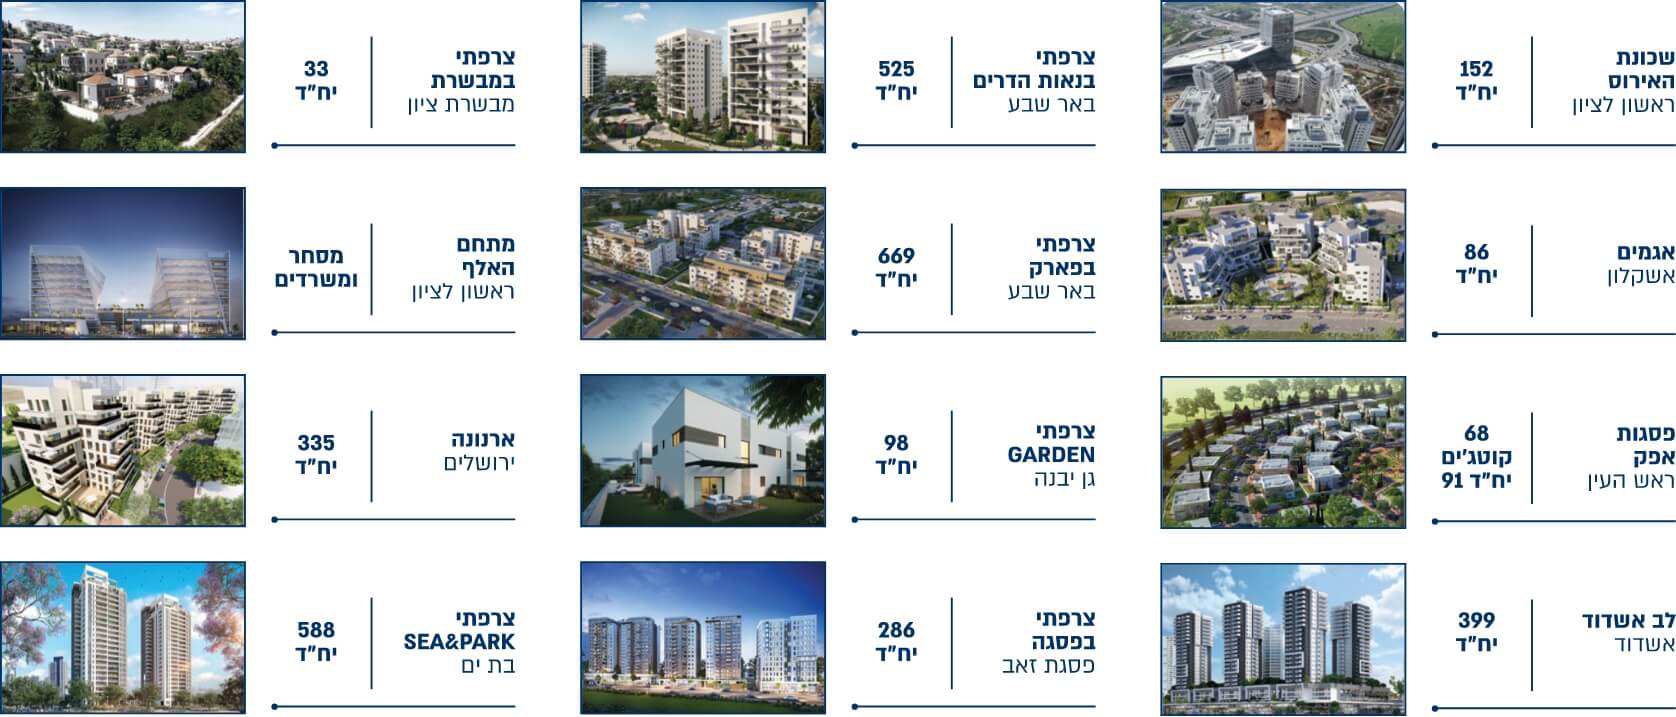 שכונת
האירוס
ראשון לציון
152
יח"ד
צרפתי
בנאות הדרים
באר שבע
525
יח"ד
צרפתי
במבשרת
מבשרת ציון
33
יח"ד
אגמים
אשקלון
86
יח"ד
צרפתי
בפארק
באר שבע
669
יח"ד
מתחם
האלף
ראשון לציון
מסחר
ומשרדים
פסגות
אפק
ראש העין
68
קוטג'ים
91 יח"ד
צרפתי
GARDEN
גן יבנה
98
יח"ד
ארנונה
ירושלים
335
יח"ד
לב אשדוד
אשדוד
399
יח"ד
צרפתי
בפסגה
פסגת זאב
286
יח"ד
צרפתי
SEA&PARK
בת ים
588
יח"ד